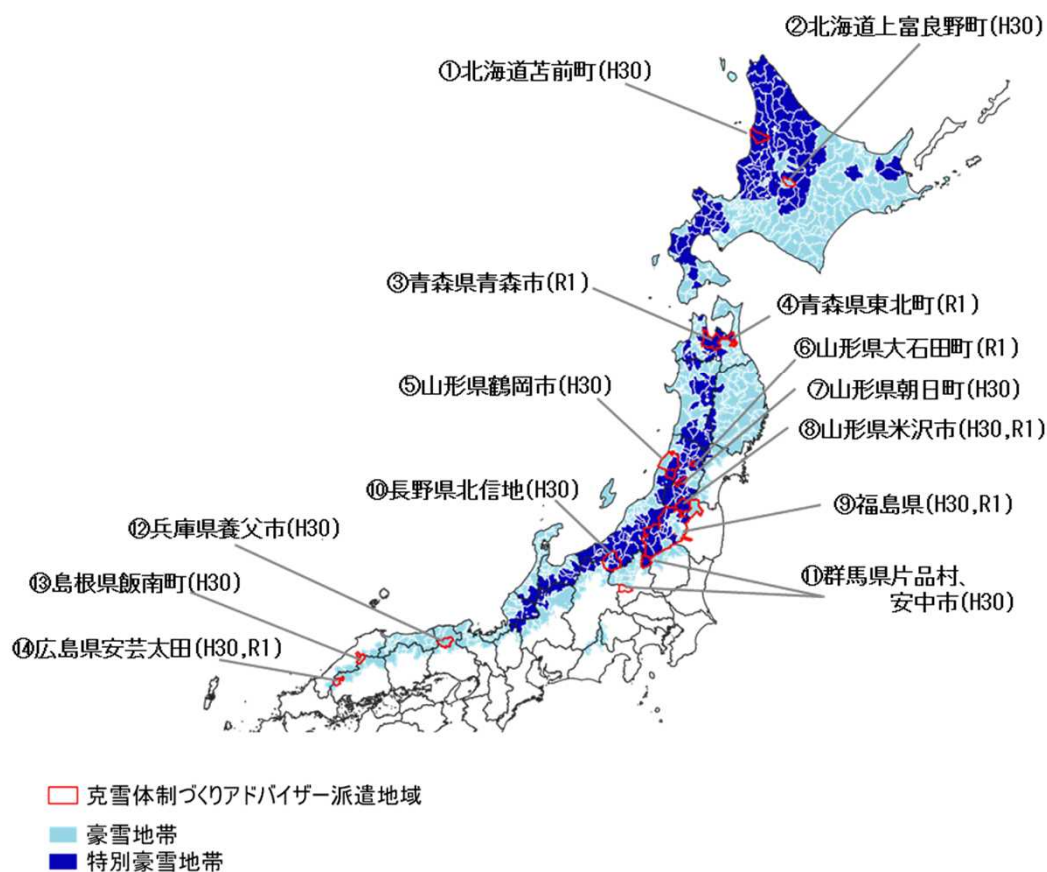 ②北海道上富良野町(H30)
①北海道苫前町(H30)
③青森県青森市(R1)
④青森県東北町(R1)
⑥山形県大石田町(R1)
⑤山形県鶴岡市(H30)
⑦山形県朝日町(H30)
⑧山形県米沢市(H30,R1)
⑩長野県北信地(H30)
⑨福島県(H30,R1)
⑫兵庫県養父市(H30)
⑬島根県飯南町(H30)
⑪群馬県片品村、
安中市(H30)
⑭広島県安芸太田(H30,R1)
克雪体制づくりアドバイザー派遣地域
豪雪地帯
特別豪雪地帯